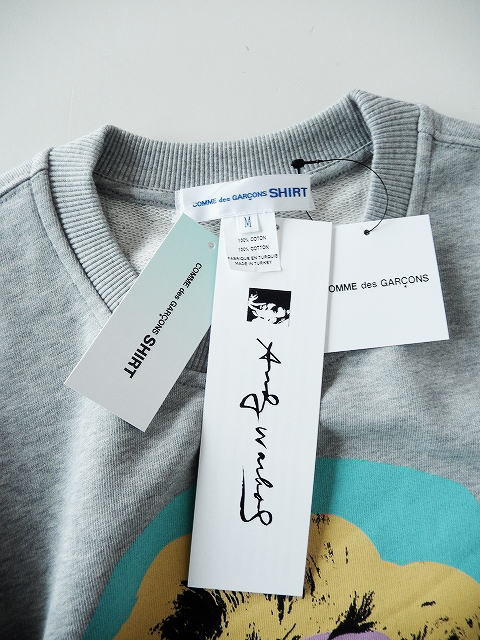 COMME des GARÇONS SHIRT
M
100% COTON
100% COTTON
FABRIQUE EN TURQUIE
MADE IN TURKEY
COMME des GARÇONS
COMME des GARÇONS SHIRT
Andy Warhol